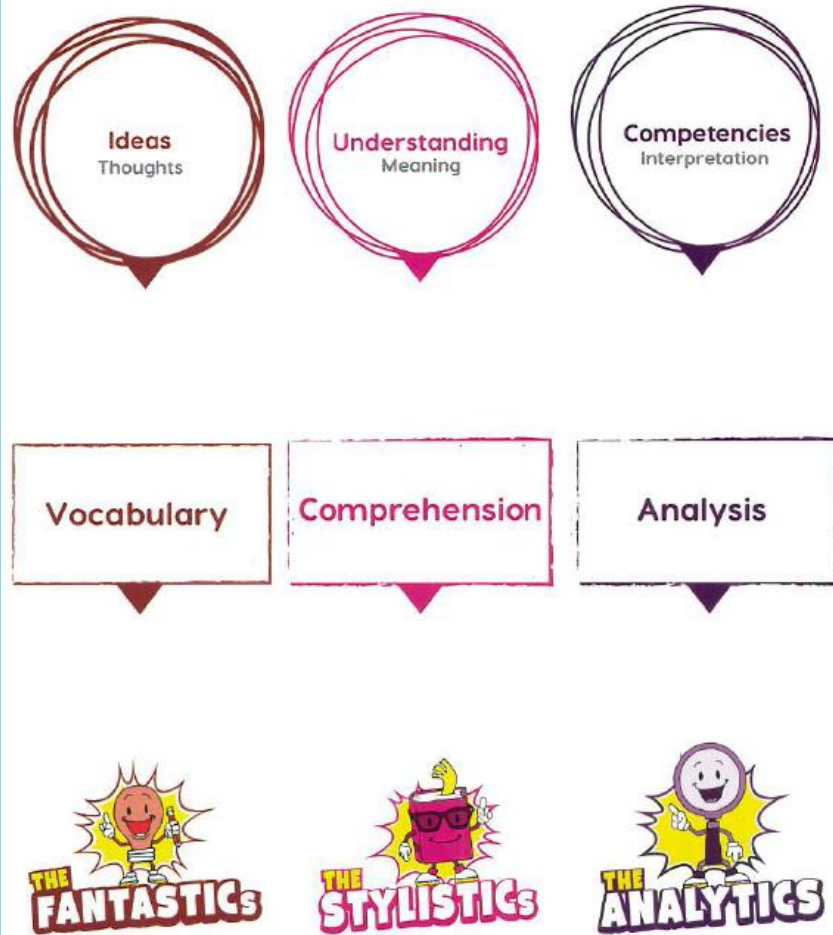 Ideas
Thoughts
Understanding
Meaning
Competencies
Interpretation
Vocabulary
Comprehension
Analysis
THE
FANTASTICs
THE
STYLISTICs
THE
ANALYTICS